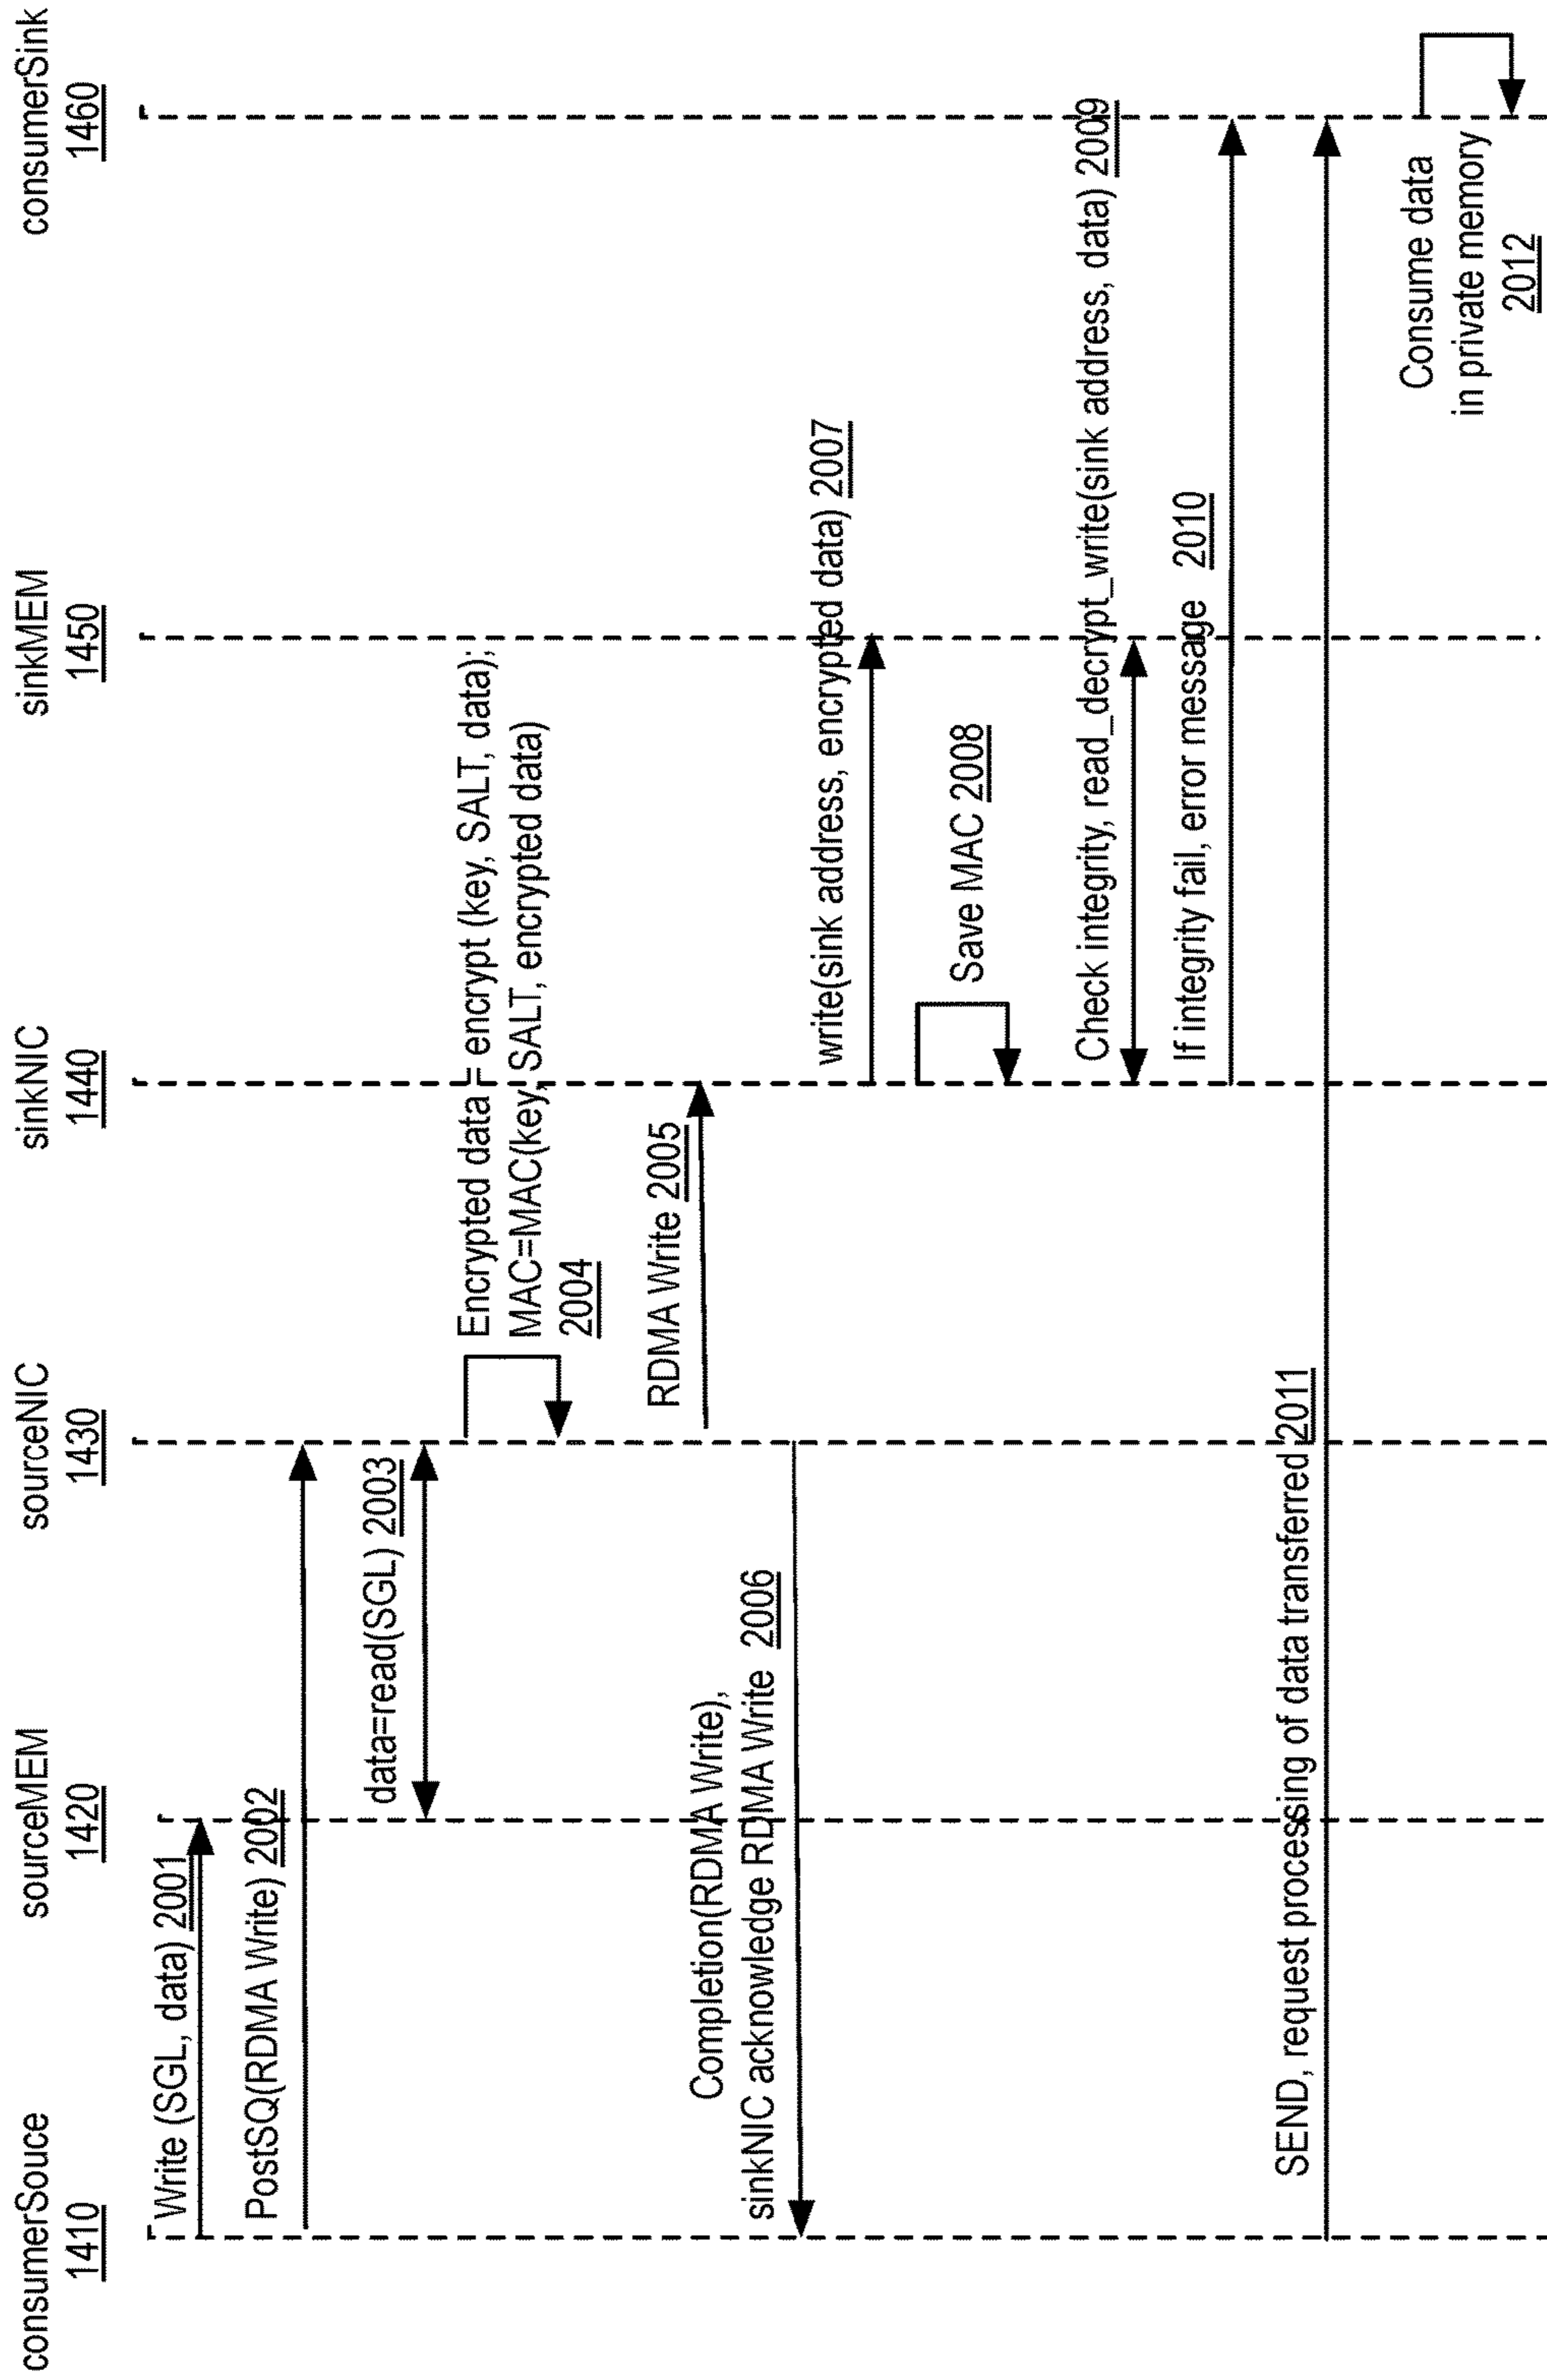 consumerSouce
1410
sourceMEM
1420
sourceNIC
1430
sinkNIC
1440
sinkMEM
1450
consumerSink
1460
Write (SGL, data) 2001
PostSQ(RDMA Write) 2002
data=read(SGL) 2003
Encrypted data = encrypt (key, SALT, data);
MAC=MAC(key, SALT, encrypted data)
2004
RDMA Write 2005
Completion(RDMA Write),
sinkNIC acknowledge RDMA Write 2006
write(sink address, encrypted data) 2007
Save MAC 2008
Check integrity, read_decrypt_write(sink address, data) 2009
If integrity fail, error message 2010
SEND, request processing of data transferred 2011
Consume data
in private memory
2012